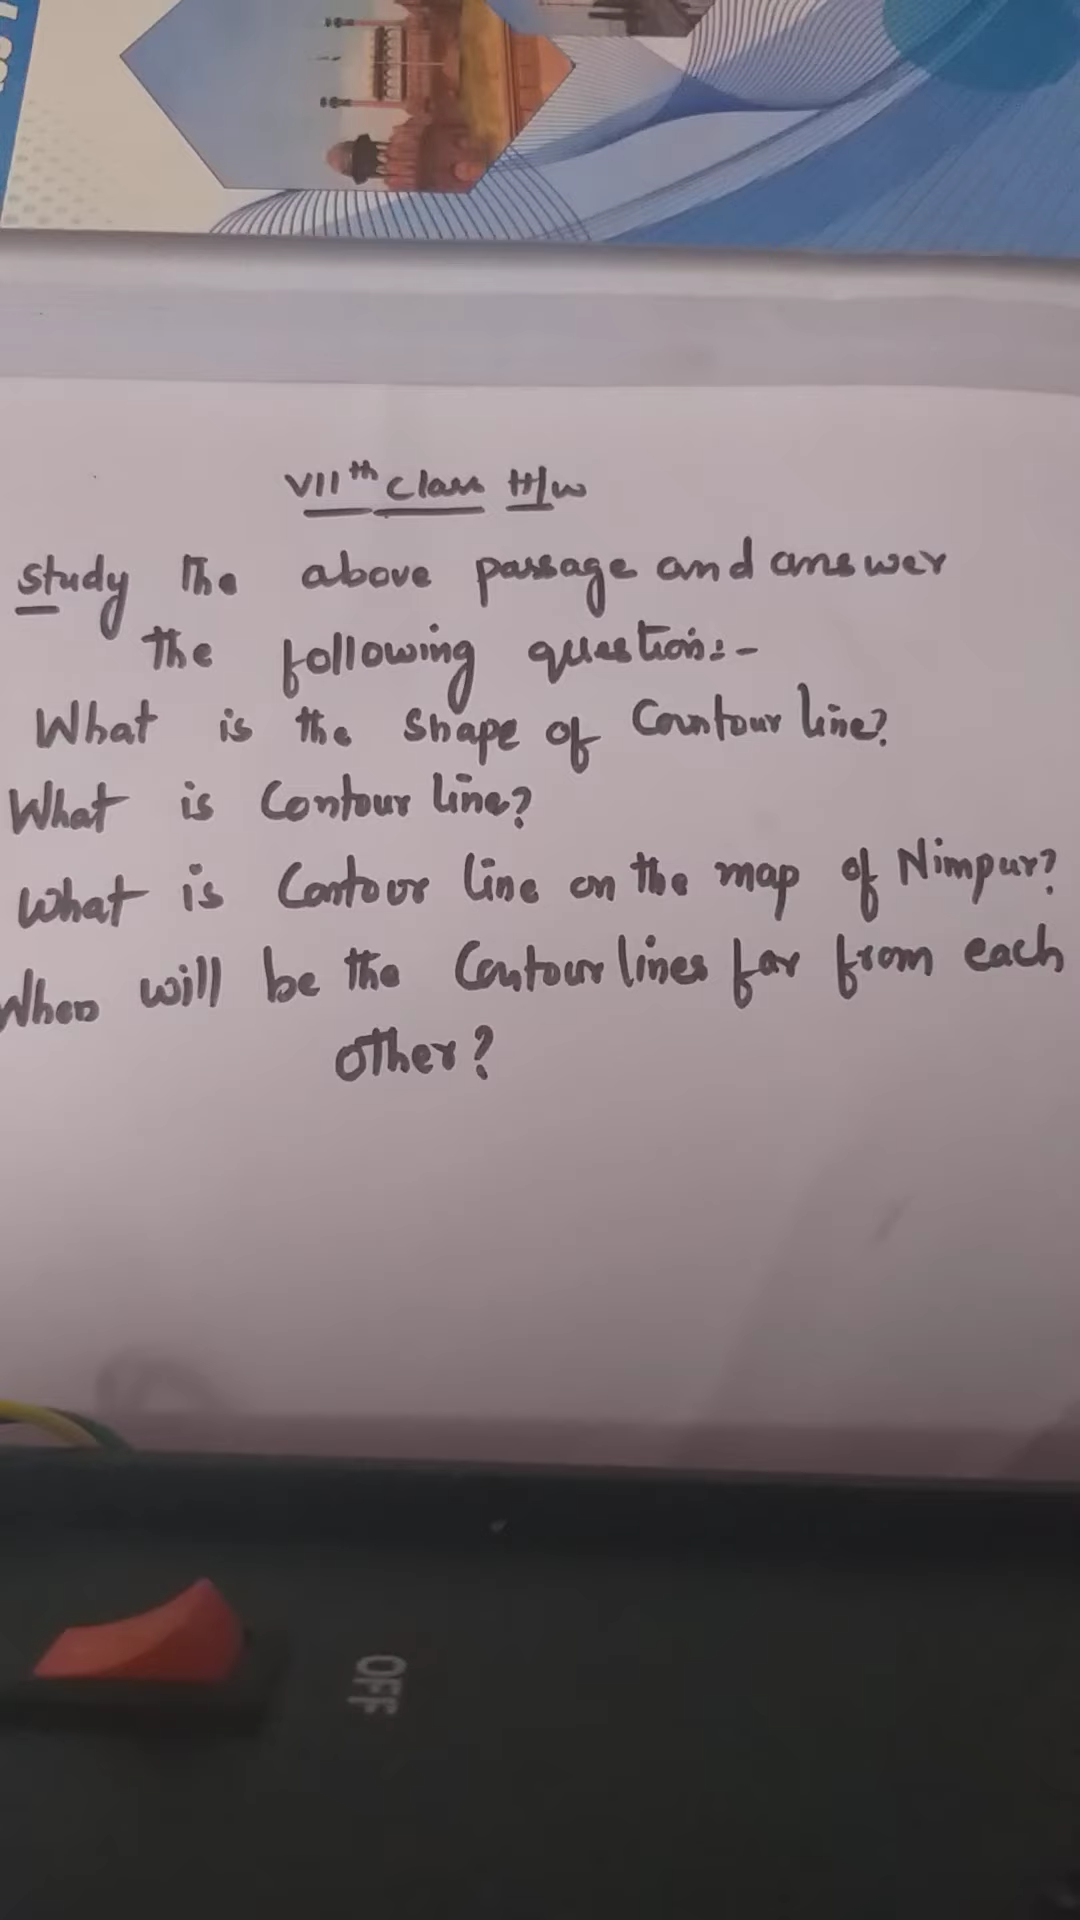 VIIth class H/w
study the above passage and answer
the following question:-
What is the shape of Contour line?
What is Contour line?
What is Contour line on the map of Nimpur?
When will be the Contour lines far from each
other?
OFF